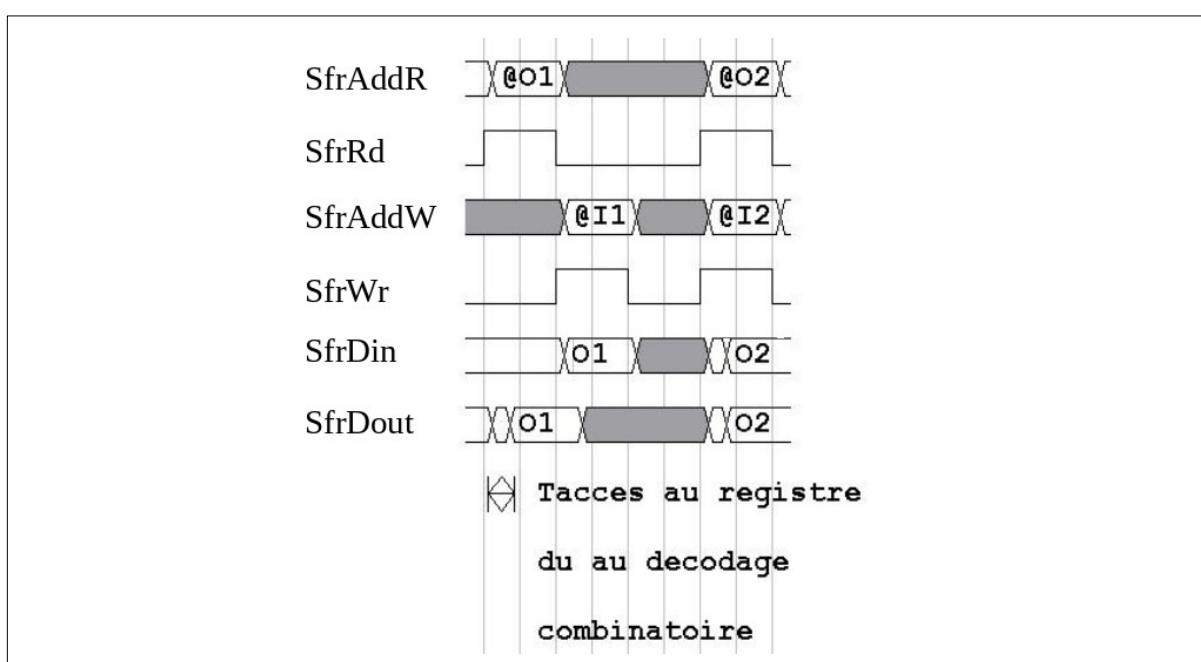 SfrAddR @O1 @O2
SfrRd
SfrAddW @I1 @I2
SfrWr
SfrDin O1 O2
SfrDout O1 O2
Tacces au registre
du au decodage
combinatoire